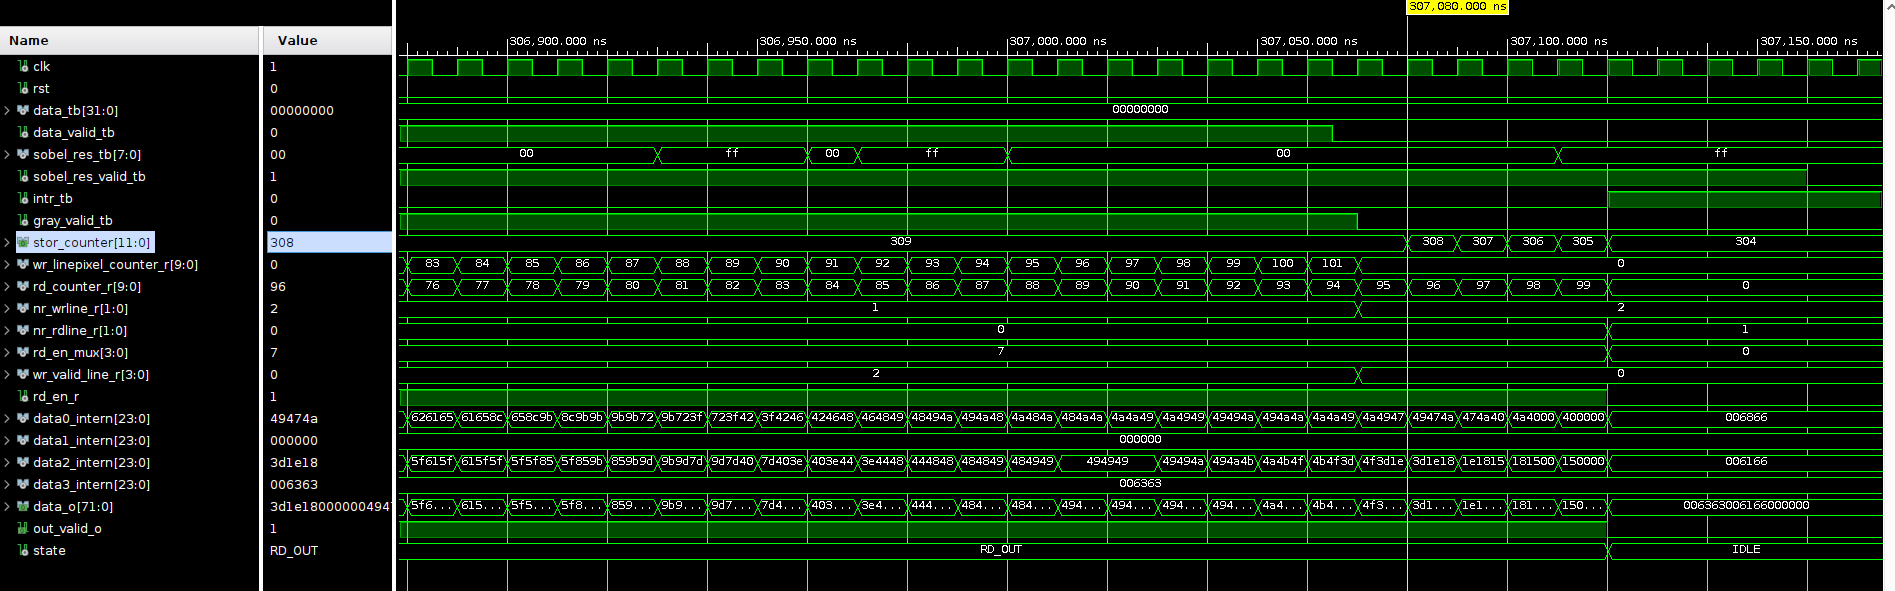 307,080.000 ns
Name Value
306,900.000 ns 306,950.000 ns 307,000.000 ns 307,050.000 ns 307,100.000 ns 307,150.000 ns
clk 1
rst 0
data_tb[31:0] 00000000 00000000
data_valid_tb 0
sobel_res_tb[7:0] 00 00 ff 00 ff 00 ff
sobel_res_valid_tb 1
intr_tb 0
gray_valid_tb 0
stor_counter[11:0] 308 309 308 307 306 305 304
wr_linepixel_counter_r[9:0] 0 83 84 85 86 87 88 89 90 91 92 93 94 95 96 97 98 99 100 101 0
rd_counter_r[9:0] 96 76 77 78 79 80 81 82 83 84 85 86 87 88 89 90 91 92 93 94 95 96 97 98 99 0
nr_wrline_r[1:0] 2 1 2
nr_rdline_r[1:0] 0 0 1
rd_en_mux[3:0] 7 7 0
wr_valid_line_r[3:0] 0 2 0
rd_en_r 1
data0_intern[23:0] 49474a 626165 61658c 658c9b 8c9b9b 9b9b72 9b723f 723f42 3f4246 424648 464849 48494a 494a48 4a484a 484a4a 4a4a49 4a4949 49494a 494a4a 4a4a49 4a4947 49474a 474a40 4a4000 400000 006866
data1_intern[23:0] 000000 000000
data2_intern[23:0] 3d1e18 5f615f 615f5f 5f5f85 5f859b 859b9d 9b9d7d 9d7d40 7d403e 403e44 3e4448 444848 484849 484949 494949 49494a 494a4b 4a4b4f 4b4f3d 4f3d1e 3d1e18 1e1815 181500 150000 006166
data3_intern[23:0] 006363 006363
data_o[71:0] 3d1e18000000494 5f6... 615... 5f5... 5f8... 859... 9b9... 9d7... 7d4... 403... 3e4... 444... 484... 484... 494... 494... 494... 494... 4a4... 4b4... 4f3... 3d1... 1e1... 181... 150... 006363006166000000
out_valid_o 1
state RD_OUT RD_OUT IDLE